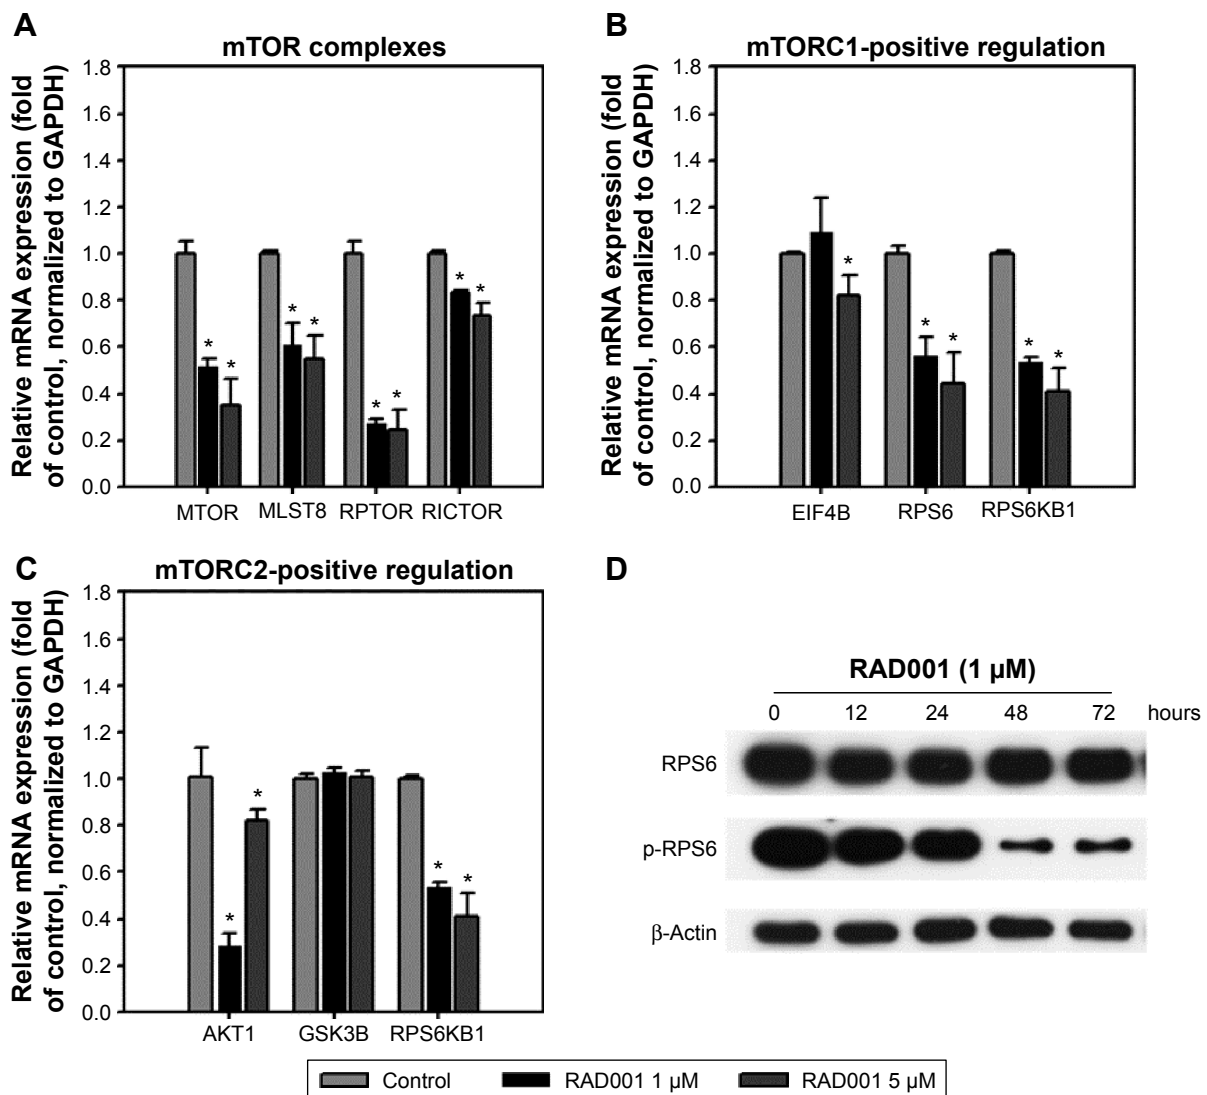 A
mTOR complexes
Relative mRNA expression (fold
of control, normalized to GAPDH)
1.8
1.6
1.4
1.2
1.0
0.8
0.6
0.4
0.2
0.0
* * * * * * * *
MTOR MLST8 RPTOR RICTOR
B
mTORC1-positive regulation
Relative mRNA expression (fold
of control, normalized to GAPDH)
1.8
1.6
1.4
1.2
1.0
0.8
0.6
0.4
0.2
0.0
* * * * *
EIF4B RPS6 RPS6KB1
C
mTORC2-positive regulation
Relative mRNA expression (fold
of control, normalized to GAPDH)
1.8
1.6
1.4
1.2
1.0
0.8
0.6
0.4
0.2
0.0
* * * *
AKT1 GSK3B RPS6KB1
D
RAD001 (1 µM)
0 12 24 48 72 hours
RPS6
p-RPS6
β-Actin
Control RAD001 1 µM RAD001 5 µM